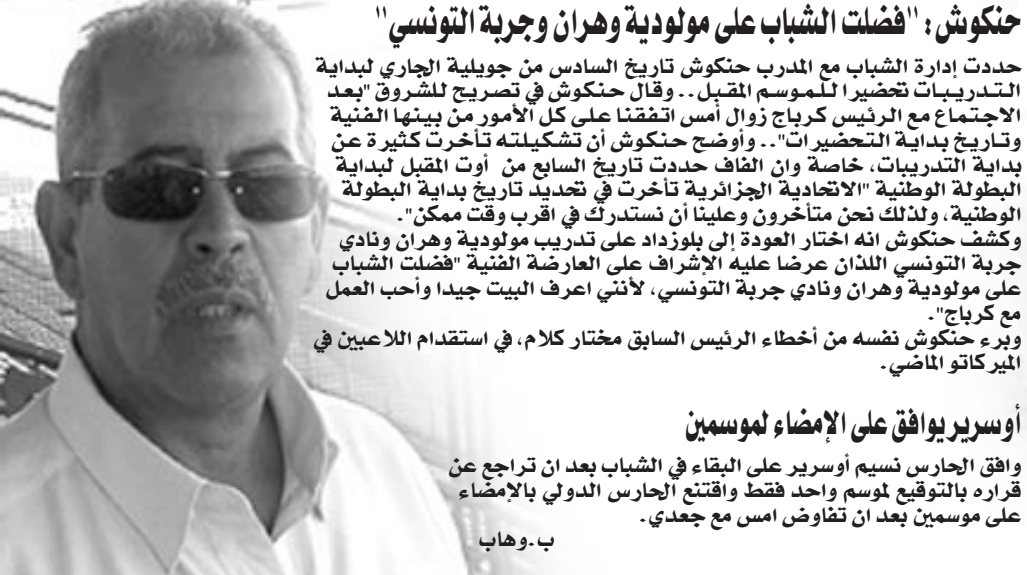 حنكوش: "فضلت الشباب على مولودية وهران وجربة التونسي"
حددت إدارة الشباب مع المدرب حنكوش تاريخ السادس من جويلية الجاري لبداية
التدريبات تحضيرا للموسم المقبل.. وقال حنكوش في تصريح للشروق "بعد
الاجتماع مع الرئيس كرباج زوال أمس اتفقنا على كل الأمور من بينها الفنية
وتاريخ بداية التحضيرات".. وأوضح حنكوش أن تشكيلته تأخرت كثيرة عن
بداية التدريبات، خاصة وان الفاف حددت تاريخ السابع من أوت المقبل لبداية
البطولة الوطنية "الاتحادية الجزائرية تأخرت في تحديد تاريخ بداية البطولة
الوطنية، ولذلك نحن متأخرون وعلينا أن نستدرك في اقرب وقت ممكن".
وكشف حنكوش انه اختار العودة إلى بلوزداد على تدريب مولودية وهران ونادي
جربة التونسي اللذان عرضا عليه الإشراف على العارضة الفنية "فضلت الشباب
على مولودية وهران ونادي جربة التونسي، لأنني اعرف البيت جيدا وأحب العمل
مع كرباج".
وبرء حنكوش نفسه من أخطاء الرئيس السابق مختار كلام، في استقدام اللاعبين في
الميركاتو الماضي.
أوسرير يوافق على الإمضاء لموسمين
وافق الحارس نسيم أوسرير على البقاء في الشباب بعد ان تراجع عن
قراره بالتوقيع لموسم واحد فقط واقتنع الحارس الدولي بالإمضاء
على موسمين بعد ان تفاوض امس مع جعدي.
ب.وهاب